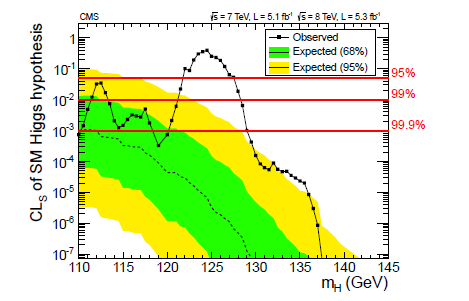 CMS √s = 7 TeV, L = 5.1 fb⁻¹ √s = 8 TeV, L = 5.3 fb⁻¹
CLS of SM Higgs hypothesis
Observed
Expected (68%)
Expected (95%)
1
10⁻¹
10⁻²
10⁻³
10⁻⁴
10⁻⁵
10⁻⁶
10⁻⁷
95%
99%
99.9%
110 115 120 125 130 135 140 145
mH (GeV)